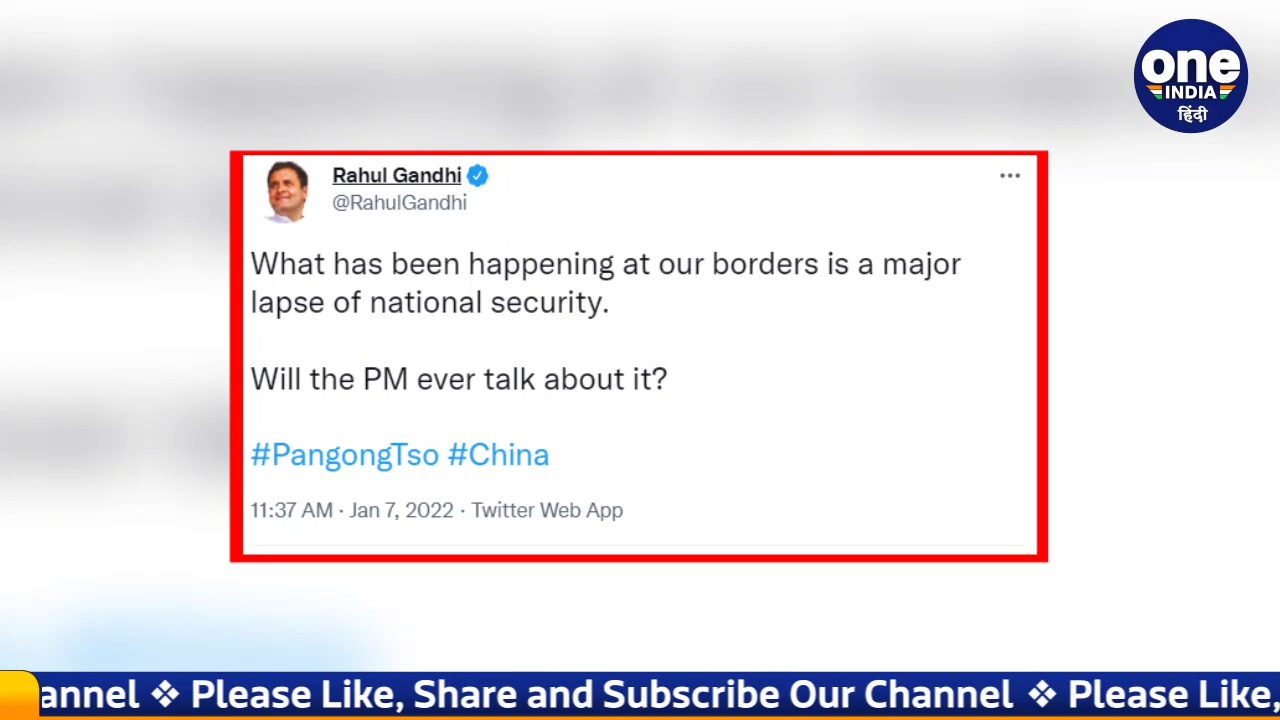 one
INDIA
हिंदी
Rahul Gandhi
@RahulGandhi
What has been happening at our borders is a major
lapse of national security.
Will the PM ever talk about it?
#PangongTso #China
11:37 AM · Jan 7, 2022 · Twitter Web App
annel ❖ Please Like, Share and Subscribe Our Channel ❖ Please Like,